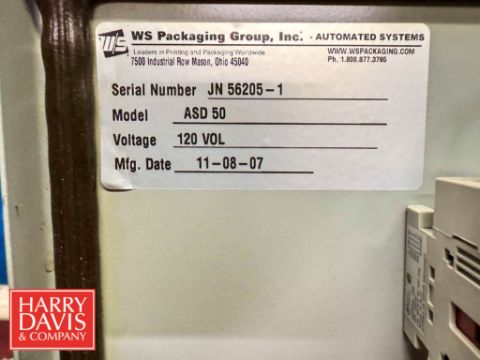 WS
WS Packaging Group, Inc. - AUTOMATED SYSTEMS
Leaders in Printing and Packaging Worldwide
WWW.WSPACKAGING.COM
7500 Industrial Row Mason, Ohio 45040
Ph. 1.800.877.3795
Serial Number JN 56205-1
Model ASD 50
Voltage 120 VOL
Mfg. Date 11-08-07
HARRY
DAVIS
& COMPANY